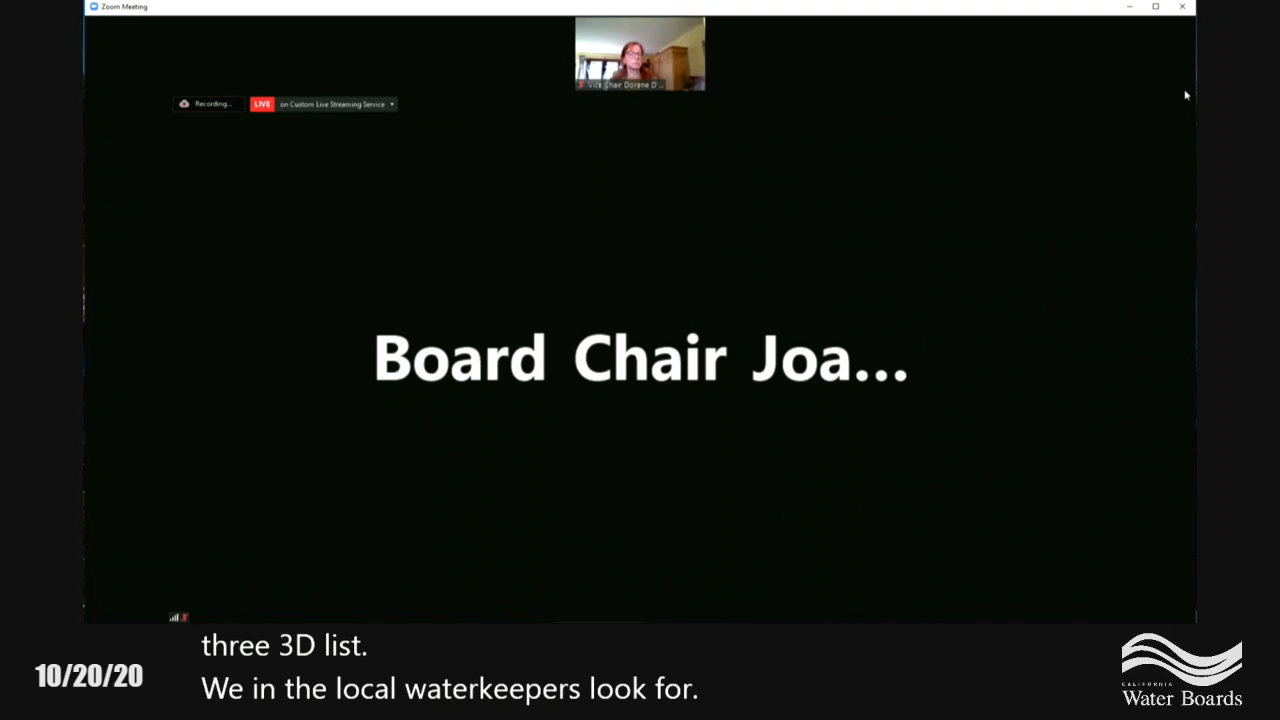 Zoom Meeting
Vice Chair Dorene D'...
Recording...
LIVE on Custom Live Streaming Service
Board Chair Joa...
three 3D list.
We in the local waterkeepers look for.
10/20/20
CALIFORNIA
Water Boards